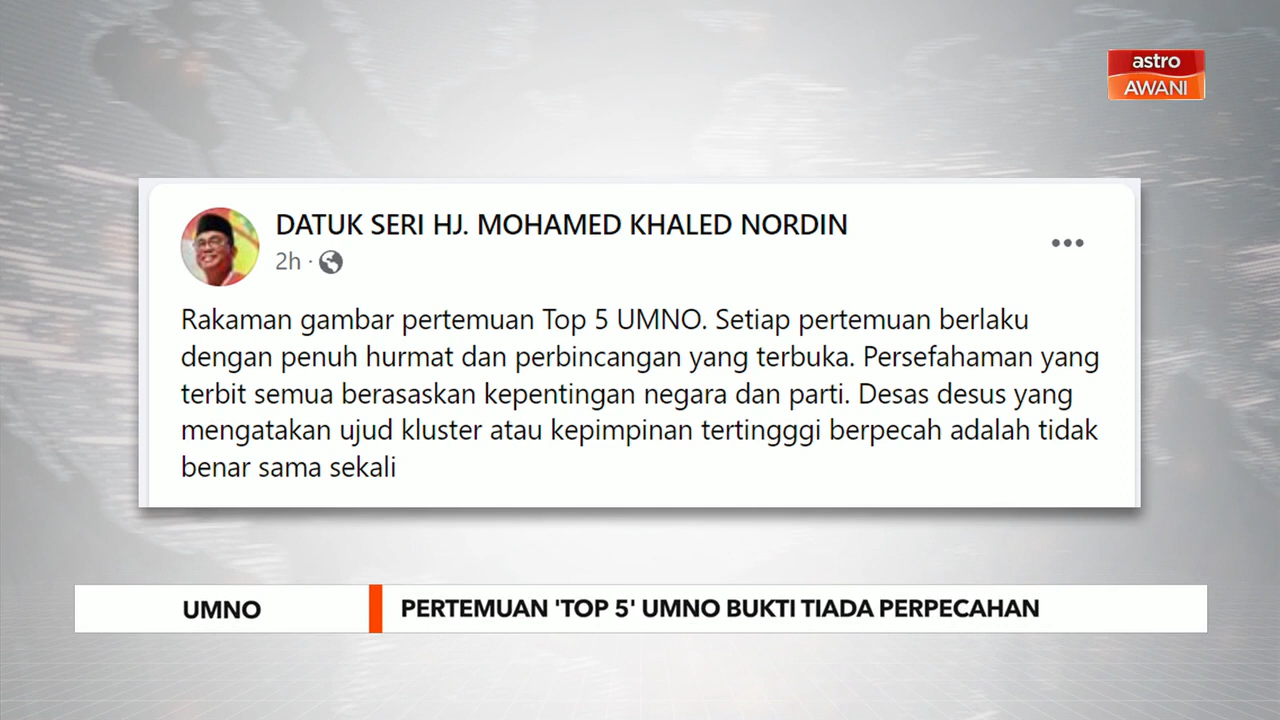 astro
AWANI
DATUK SERI HJ. MOHAMED KHALED NORDIN
2h ·
Rakaman gambar pertemuan Top 5 UMNO. Setiap pertemuan berlaku
dengan penuh hurmat dan perbincangan yang terbuka. Persefahaman yang
terbit semua berasaskan kepentingan negara dan parti. Desas desus yang
mengatakan ujud kluster atau kepimpinan tertingggi berpecah adalah tidak
benar sama sekali
UMNO
PERTEMUAN 'TOP 5' UMNO BUKTI TIADA PERPECAHAN